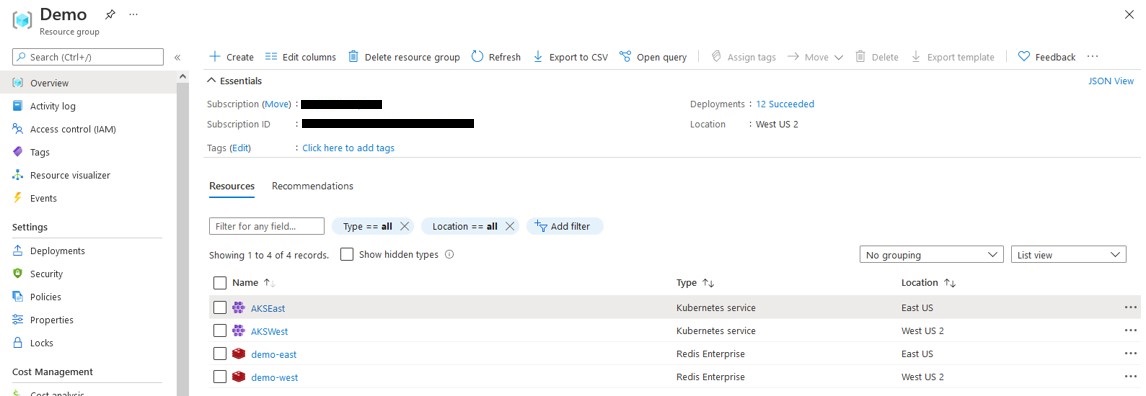 Demo
Resource group
Search (Ctrl+/)
Overview
Activity log
Access control (IAM)
Tags
Resource visualizer
Events
Settings
Deployments
Security
Policies
Properties
Locks
Cost Management
Cost analysis
Create Edit columns Delete resource group Refresh Export to CSV Open query Assign tags Move Delete Export template Feedback
Essentials JSON View
Subscription (Move) : Deployments : 12 Succeeded
Subscription ID : Location : West US 2
Tags (Edit) : Click here to add tags
Resources Recommendations
Filter for any field... Type == all Location == all Add filter
Showing 1 to 4 of 4 records. Show hidden types No grouping List view
Name Type Location
AKSEast Kubernetes service East US
AKSWest Kubernetes service West US 2
demo-east Redis Enterprise East US
demo-west Redis Enterprise West US 2